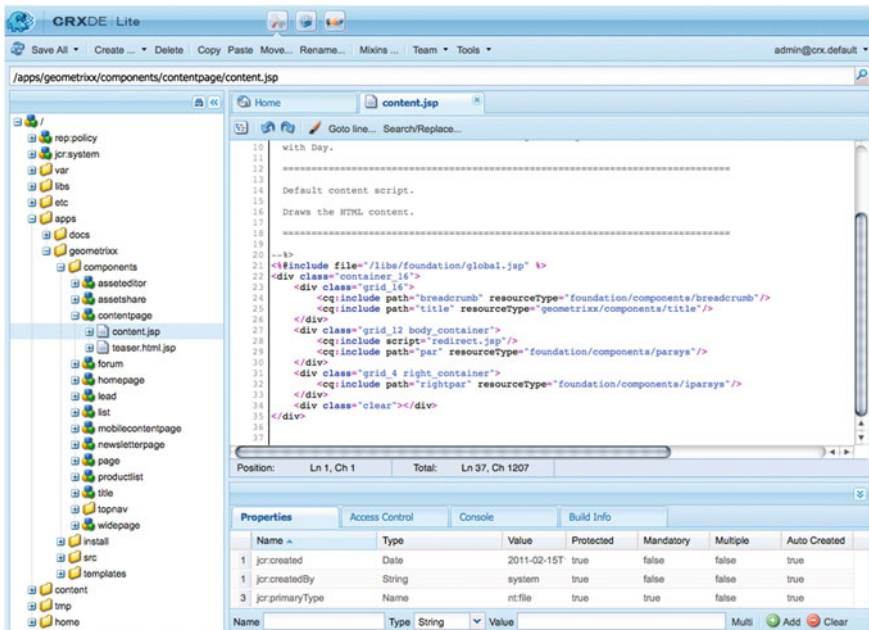 CRXDE | Lite
Save All Create ... Delete Copy Paste Move... Rename... Mixins ... Team Tools admin@crx.default
/apps/geometrixx/components/contentpage/content.jsp
Home content.jsp
Goto line... Search/Replace...
/
rep:policy
jcr:system
var
libs
etc
apps
docs
geometrixx
components
asseteditor
assetshare
contentpage
content.jsp
teaser.html.jsp
forum
homepage
lead
list
mobilecontentpage
newsletterpage
page
productlist
title
topnav
widepage
install
src
templates
content
tmp
home
10 with Day.
11
12 ==============================================================================
13
14 Default content script.
15
16 Draws the HTML content.
17
18 ==============================================================================
19
20 --%>
21 <%@include file="/libs/foundation/global.jsp" %>
22 <div class="container_16">
23 <div class="grid_16">
24 <cq:include path="breadcrumb" resourceType="foundation/components/breadcrumb"/>
25 <cq:include path="title" resourceType="geometrixx/components/title"/>
26 </div>
27 <div class="grid_12 body_container">
28 <cq:include script="redirect.jsp"/>
29 <cq:include path="par" resourceType="foundation/components/parsys"/>
30 </div>
31 <div class="grid_4 right_container">
32 <cq:include path="rightpar" resourceType="foundation/components/iparsys"/>
33 </div>
34 <div class="clear"></div>
35 </div>
36
37
Position: Ln 1, Ch 1 Total: Ln 37, Ch 1207
Properties Access Control Console Build Info
Name Type Value Protected Mandatory Multiple Auto Created
1 jcr:created Date 2011-02-15T true false false true
1 jcr:createdBy String system true false false true
3 jcr:primaryType Name nt:file true true false true
Name Type String Value Multi Add Clear